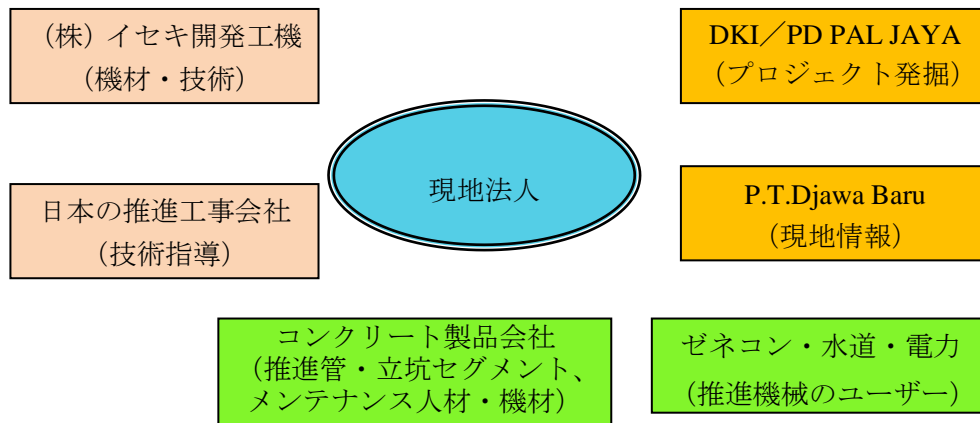 （株）イセキ開発工機
（機材・技術）
DKI／PD PAL JAYA
（プロジェクト発掘）
現地法人
日本の推進工事会社
（技術指導）
P.T.Djawa Baru
（現地情報）
コンクリート製品会社
（推進管・立坑セグメント、
メンテナンス人材・機材）
ゼネコン・水道・電力
（推進機械のユーザー）